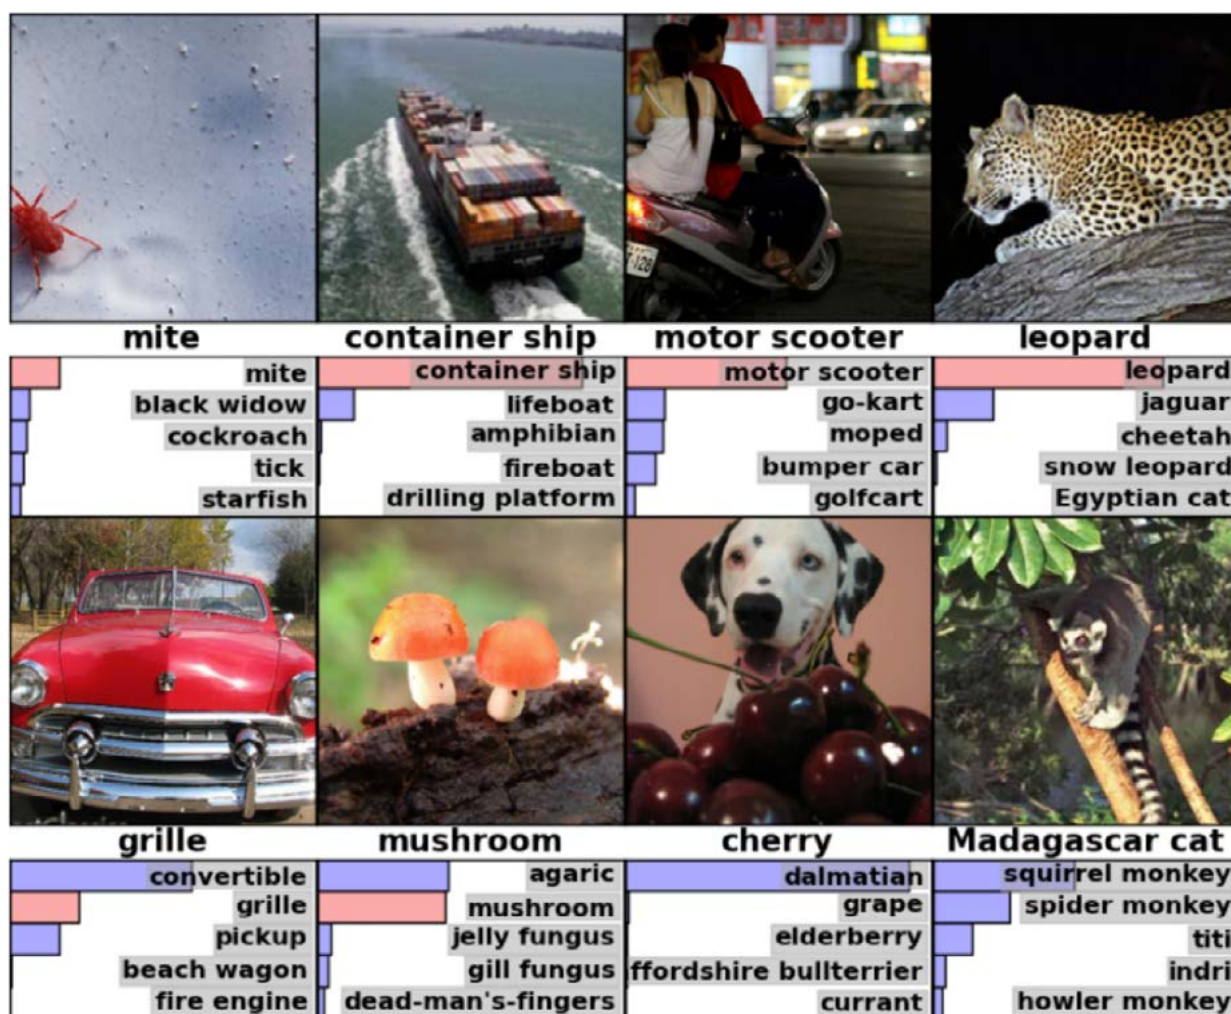 mite
container ship
motor scooter
leopard
mite
black widow
cockroach
tick
starfish
container ship
lifeboat
amphibian
fireboat
drilling platform
motor scooter
go-kart
moped
bumper car
golfcart
leopard
jaguar
cheetah
snow leopard
Egyptian cat
grille
mushroom
cherry
Madagascar cat
convertible
grille
pickup
beach wagon
fire engine
agaric
mushroom
jelly fungus
gill fungus
dead-man's-fingers
dalmatian
grape
elderberry
ffordshire bullterrier
currant
squirrel monkey
spider monkey
titi
indri
howler monkey